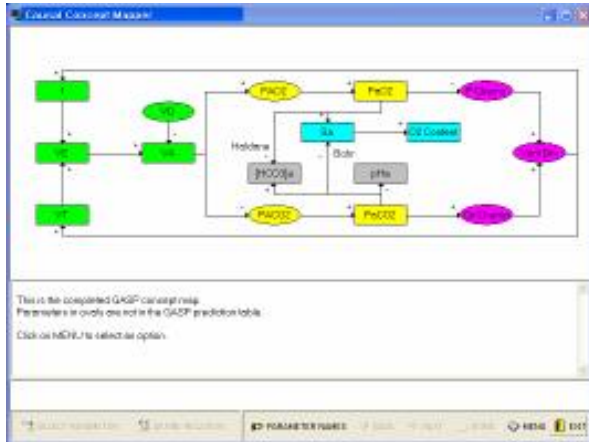 Causal Concept Mapper
f
VD
PAO2
PaO2
VE
VA
Sa
O2 Content
Haldane
Bohr
[HCO3]a
pHa
VT
PACO2
PaCO2
This is the completed GASP concept map.
Parameters in ovals are not in the GASP prediction table.
Click on MENU to select an option.
PARAMETER NAMES
MENU
EXIT